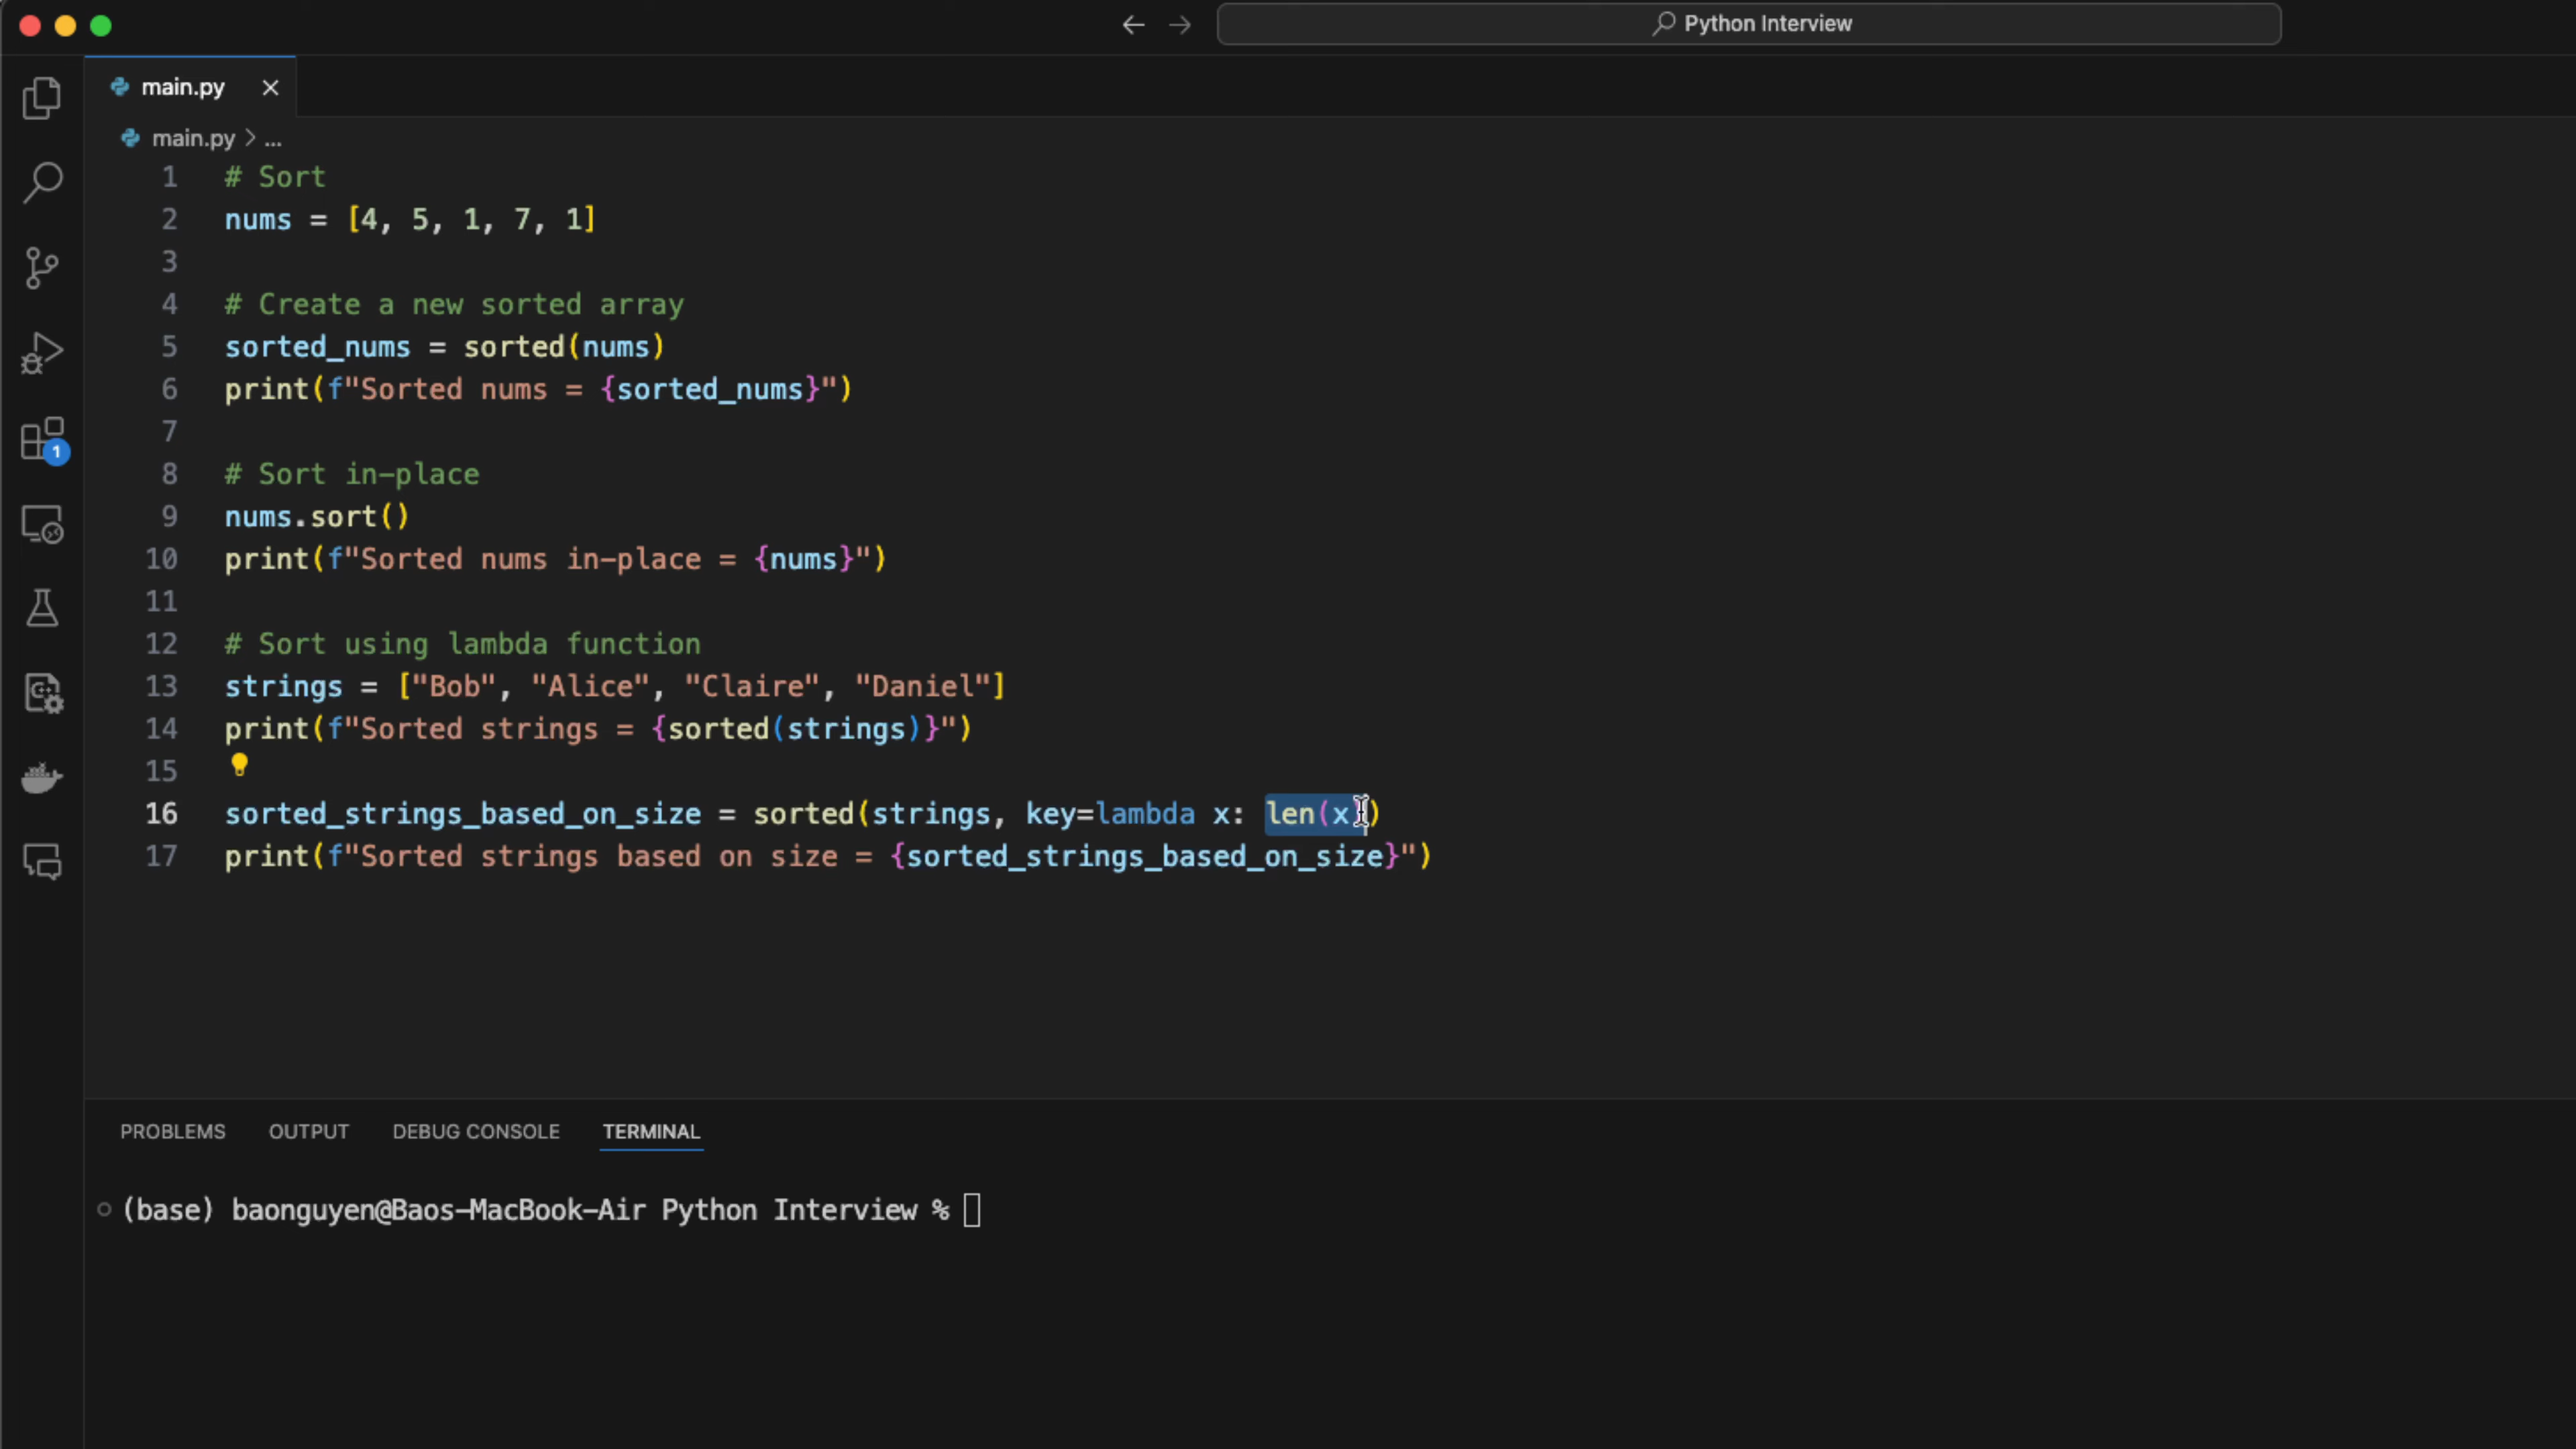 Python Interview
main.py
main.py > ...
1 # Sort
2 nums = [4, 5, 1, 7, 1]
3
4 # Create a new sorted array
5 sorted_nums = sorted(nums)
6 print(f"Sorted nums = {sorted_nums}")
7
8 # Sort in-place
9 nums.sort()
10 print(f"Sorted nums in-place = {nums}")
11
12 # Sort using lambda function
13 strings = ["Bob", "Alice", "Claire", "Daniel"]
14 print(f"Sorted strings = {sorted(strings)}")
15
16 sorted_strings_based_on_size = sorted(strings, key=lambda x: len(x))
17 print(f"Sorted strings based on size = {sorted_strings_based_on_size}")
1
PROBLEMS OUTPUT DEBUG CONSOLE TERMINAL
(base) baonguyen@Baos-MacBook-Air Python Interview %